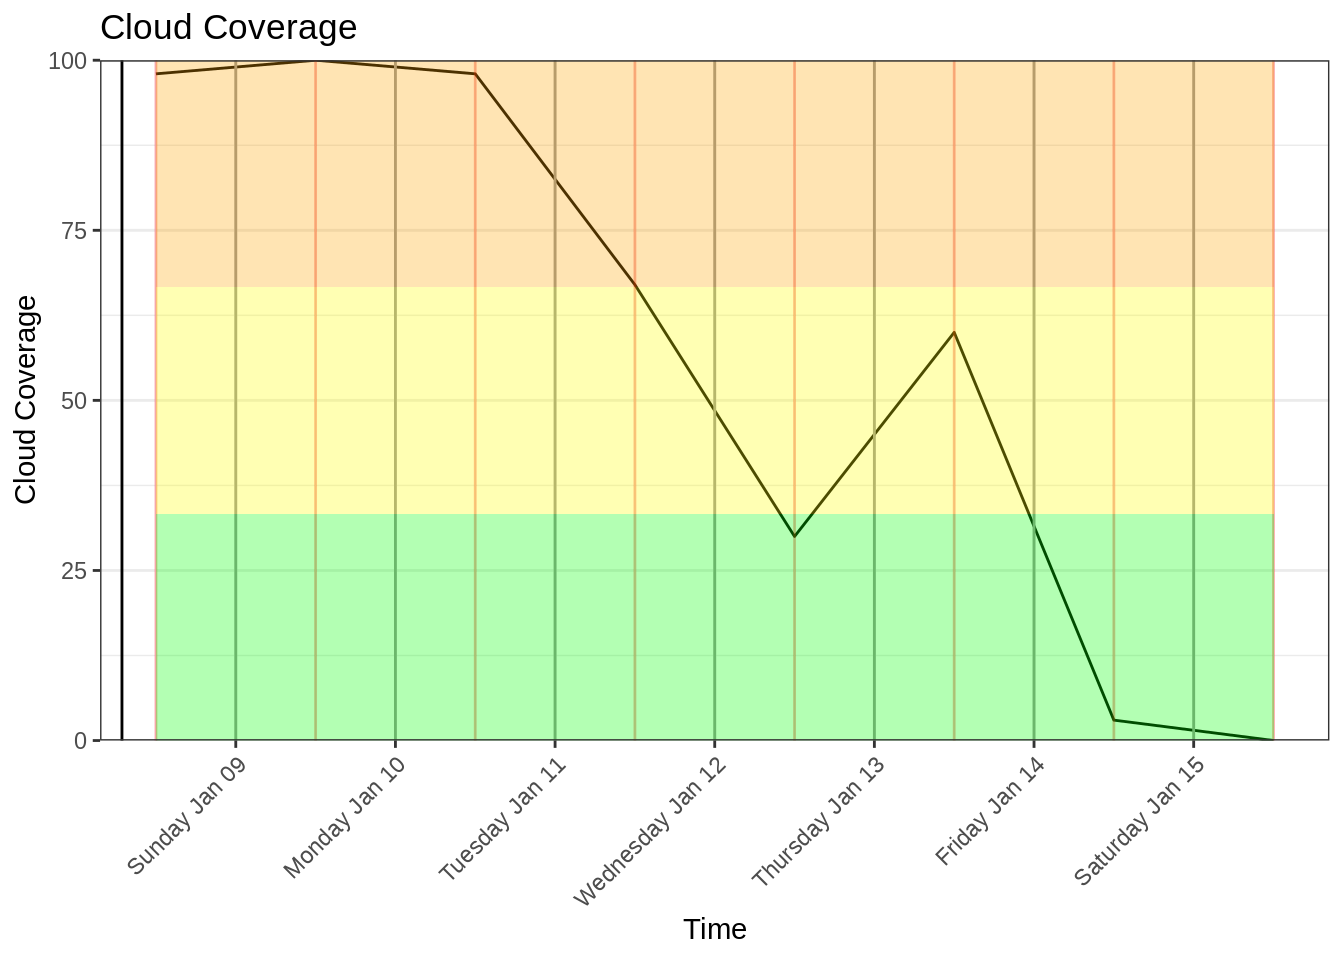 Cloud Coverage
Cloud Coverage
100
75
50
25
0
Sunday Jan 09
Monday Jan 10
Tuesday Jan 11
Wednesday Jan 12
Thursday Jan 13
Friday Jan 14
Saturday Jan 15
Time